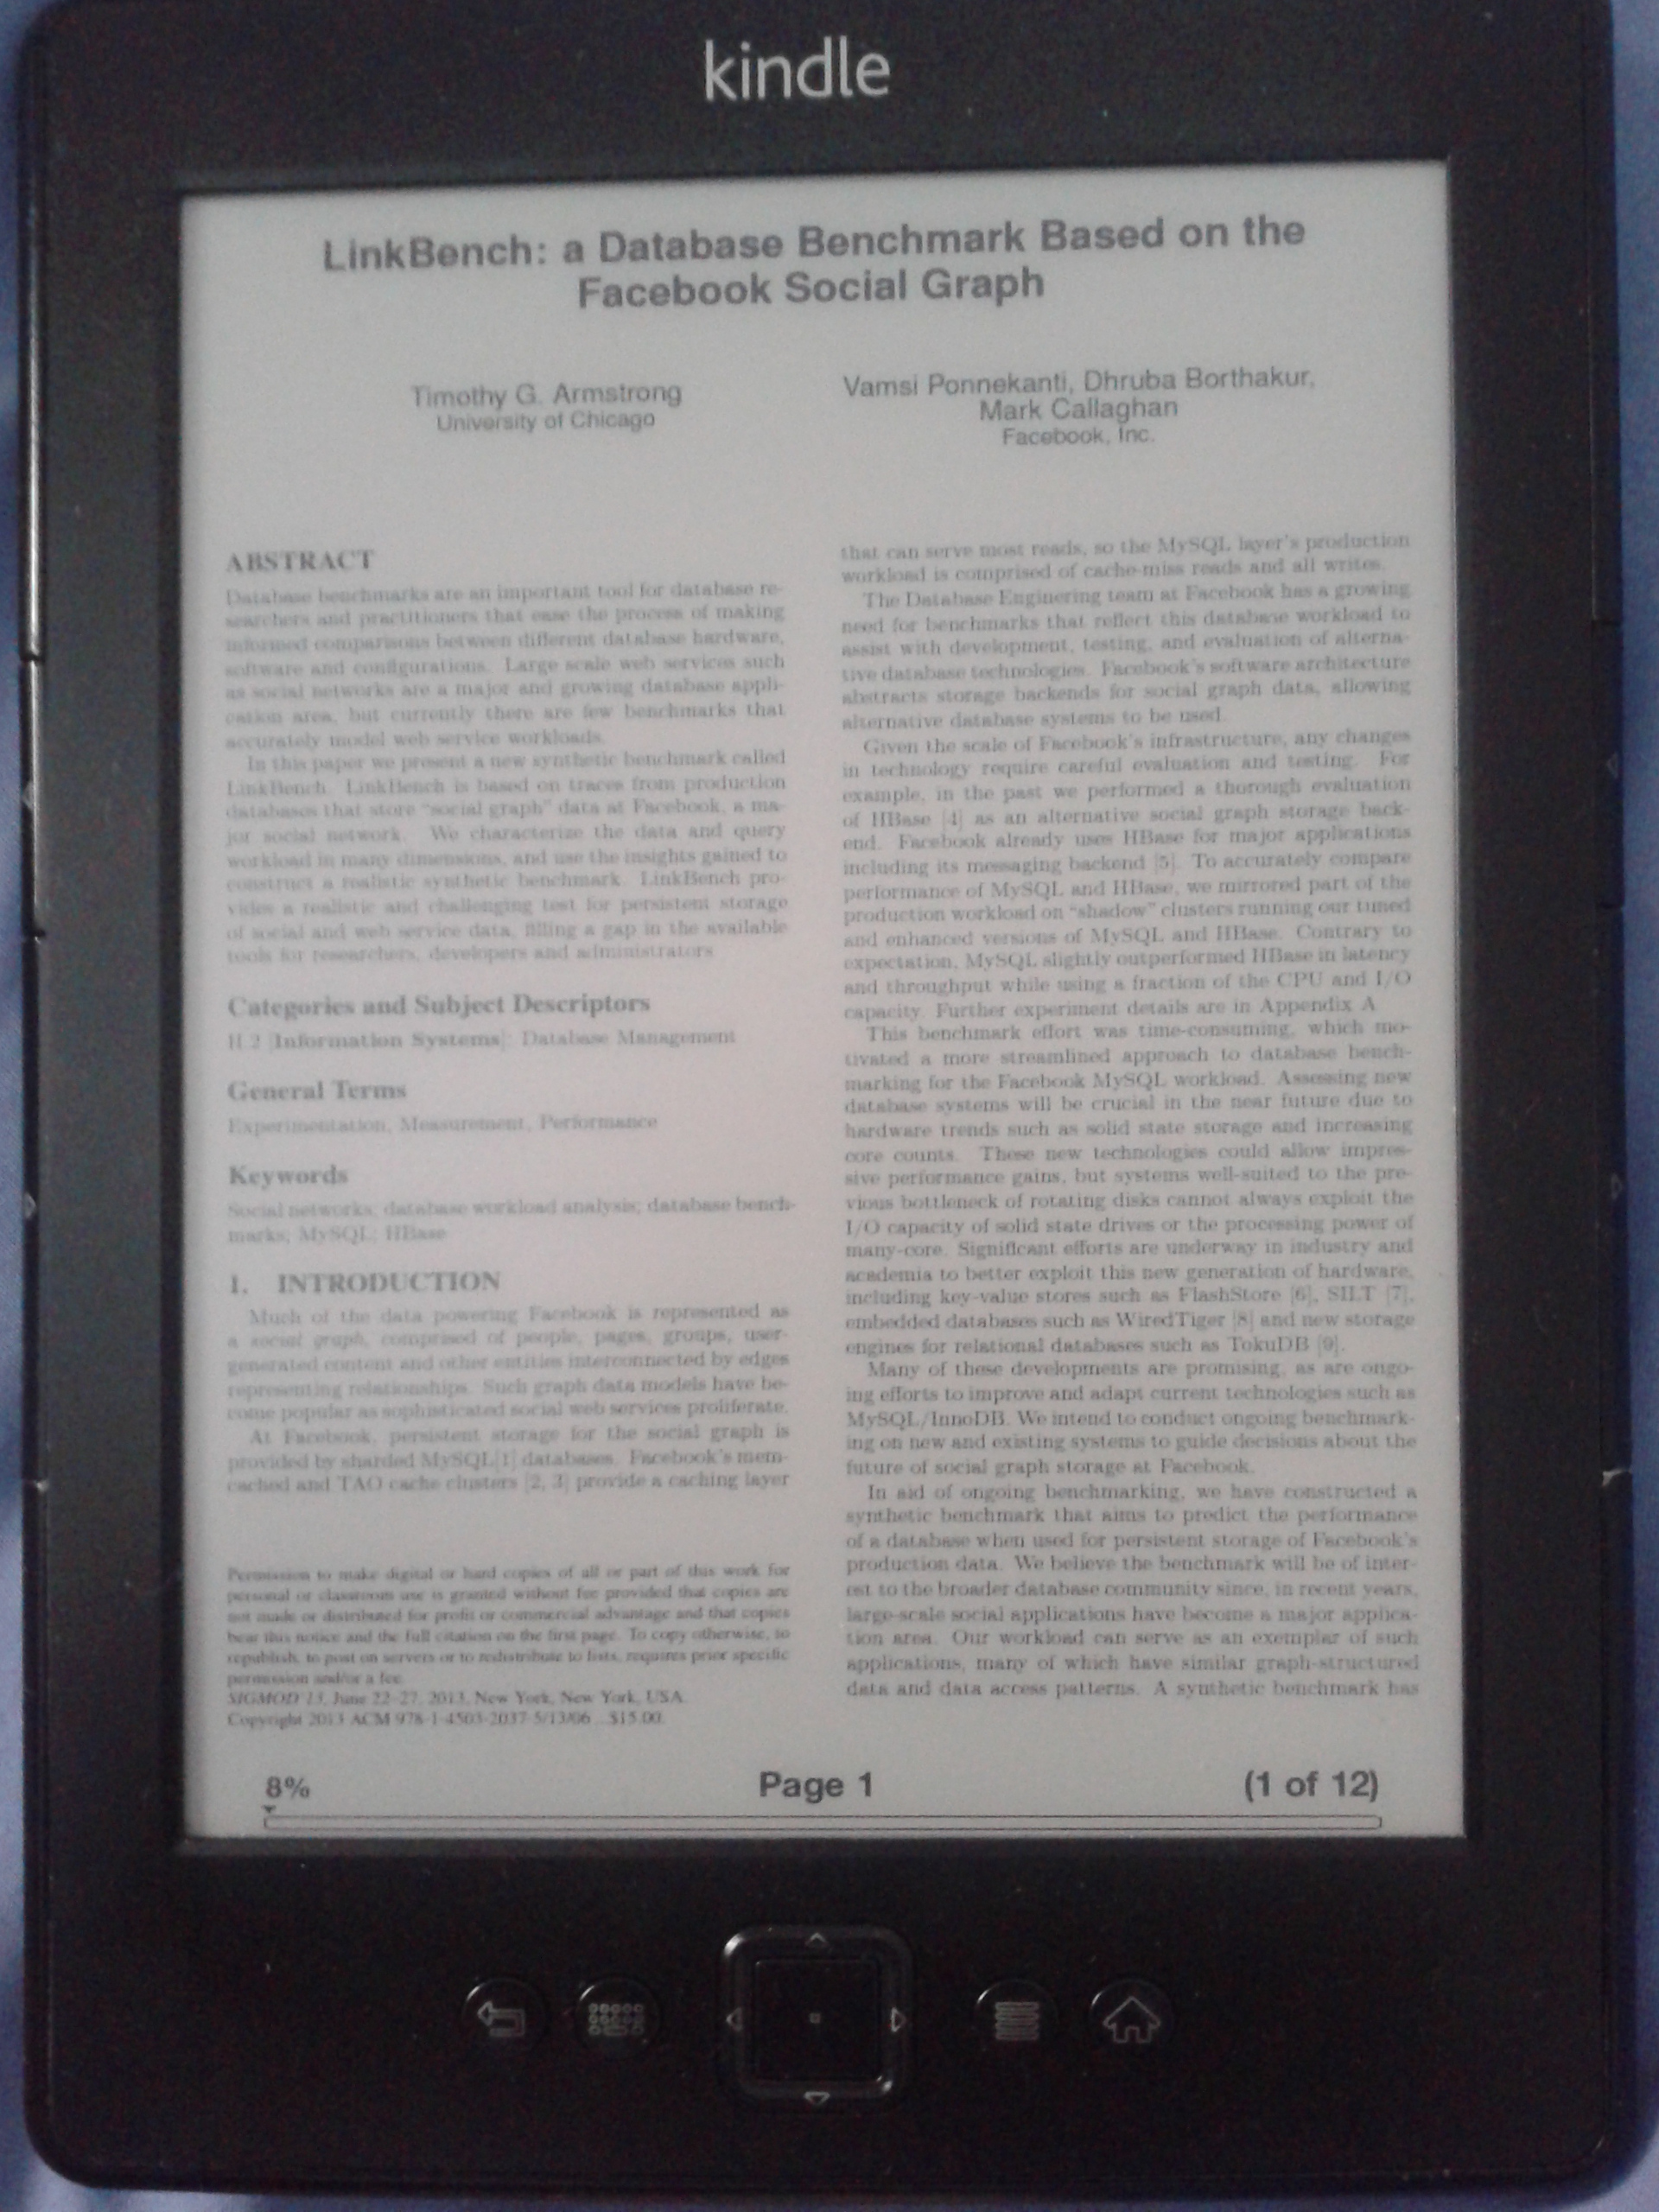 kindle
LinkBench: a Database Benchmark Based on the
Facebook Social Graph
Timothy G. Armstrong
University of Chicago
Vamsi Ponnekanti, Dhruba Borthakur,
Mark Callaghan
Facebook, Inc.
ABSTRACT
Database benchmarks are an important tool for database re-
searchers and practitioners that ease the process of making
informed comparisons between different database hardware,
software and configurations. Large scale web services such
as social networks are a major and growing database appli-
cation area, but currently there are few benchmarks that
accurately model web service workloads.
In this paper we present a new synthetic benchmark called
LinkBench. LinkBench is based on traces from production
databases that store "social graph" data at Facebook, a ma-
jor social network. We characterize the data and query
workload in many dimensions, and use the insights gained to
construct a realistic synthetic benchmark. LinkBench pro-
vides a realistic and challenging test for persistent storage
of social and web service data, filling a gap in the available
tools for researchers, developers and administrators.
Categories and Subject Descriptors
H.2 [Information Systems]: Database Management
General Terms
Experimentation, Measurement, Performance
Keywords
Social networks; database workload analysis; database bench-
marks; MySQL; HBase
1. INTRODUCTION
Much of the data powering Facebook is represented as
a social graph, comprised of people, pages, groups, user-
generated content and other entities interconnected by edges
representing relationships. Such graph data models have be-
come popular as sophisticated social web services proliferate.
At Facebook, persistent storage for the social graph is
provided by sharded MySQL[1] databases. Facebook's mem-
cached and TAO cache clusters [2, 3] provide a caching layer
Permission to make digital or hard copies of all or part of this work for
personal or classroom use is granted without fee provided that copies are
not made or distributed for profit or commercial advantage and that copies
bear this notice and the full citation on the first page. To copy otherwise, to
republish, to post on servers or to redistribute to lists, requires prior specific
permission and/or a fee.
SIGMOD'13, June 22–27, 2013, New York, New York, USA.
Copyright 2013 ACM 978-1-4503-2037-5/13/06 ...$15.00.
that can serve most reads, so the MySQL layer's production
workload is comprised of cache-miss reads and all writes.
The Database Enginering team at Facebook has a growing
need for benchmarks that reflect this database workload to
assist with development, testing, and evaluation of alterna-
tive database technologies. Facebook's software architecture
abstracts storage backends for social graph data, allowing
alternative database systems to be used.
Given the scale of Facebook's infrastructure, any changes
in technology require careful evaluation and testing. For
example, in the past we performed a thorough evaluation
of HBase [4] as an alternative social graph storage back-
end. Facebook already uses HBase for major applications
including its messaging backend [5]. To accurately compare
performance of MySQL and HBase, we mirrored part of the
production workload on "shadow" clusters running our tuned
and enhanced versions of MySQL and HBase. Contrary to
expectation, MySQL slightly outperformed HBase in latency
and throughput while using a fraction of the CPU and I/O
capacity. Further experiment details are in Appendix A
This benchmark effort was time-consuming, which mo-
tivated a more streamlined approach to database bench-
marking for the Facebook MySQL workload. Assessing new
database systems will be crucial in the near future due to
hardware trends such as solid state storage and increasing
core counts. These new technologies could allow impres-
sive performance gains, but systems well-suited to the pre-
vious bottleneck of rotating disks cannot always exploit the
I/O capacity of solid state drives or the processing power of
many-core. Significant efforts are underway in industry and
academia to better exploit this new generation of hardware,
including key-value stores such as FlashStore [6], SILT [7],
embedded databases such as WiredTiger [8] and new storage
engines for relational databases such as TokuDB [9].
Many of these developments are promising, as are ongo-
ing efforts to improve and adapt current technologies such as
MySQL/InnoDB. We intend to conduct ongoing benchmark-
ing on new and existing systems to guide decisions about the
future of social graph storage at Facebook.
In aid of ongoing benchmarking, we have constructed a
synthetic benchmark that aims to predict the performance
of a database when used for persistent storage of Facebook's
production data. We believe the benchmark will be of inter-
est to the broader database community since, in recent years,
large-scale social applications have become a major applica-
tion area. Our workload can serve as an exemplar of such
applications, many of which have similar graph-structured
data and data access patterns. A synthetic benchmark has
8% Page 1 (1 of 12)